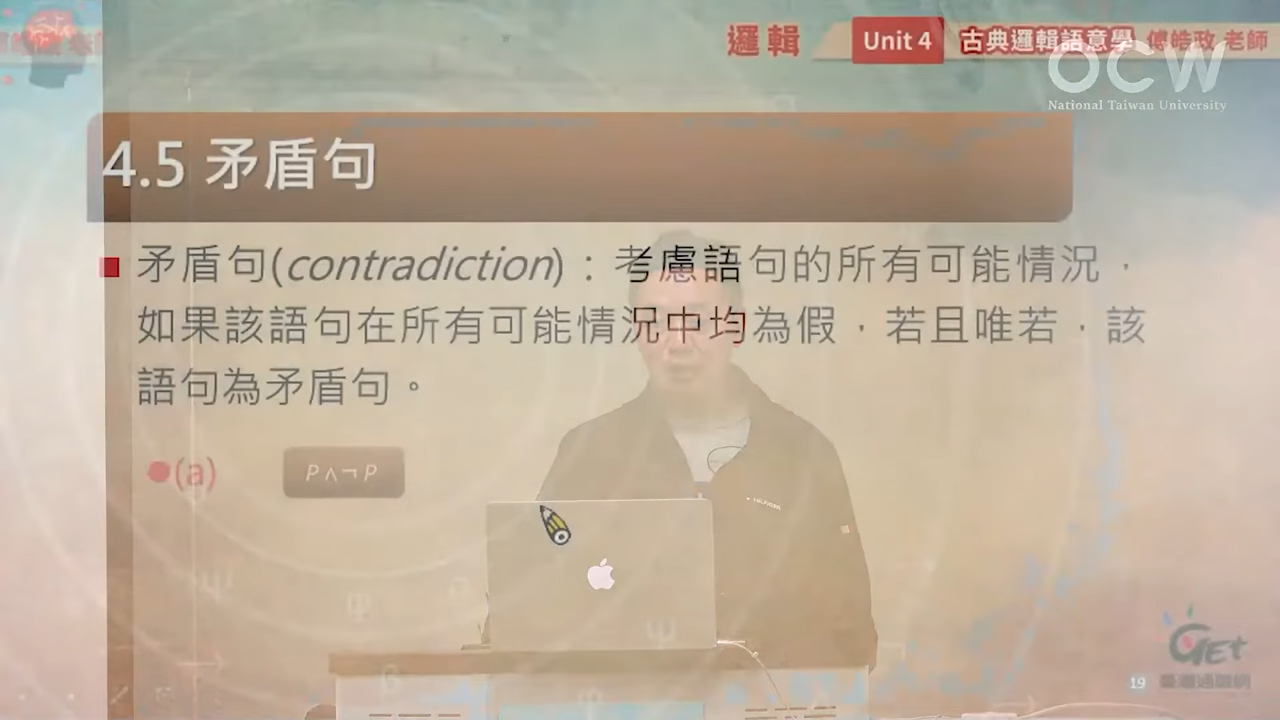 邏輯 Unit 4 古典邏輯語意學 傅皓政 老師
OCW
National Taiwan University
4.5 矛盾句
矛盾句(contradiction)：考慮語句的所有可能情況，
如果該語句在所有可能情況中均為假，若且唯若，該
語句為矛盾句。
(a) P∧¬P
GET
19 臺灣通識網